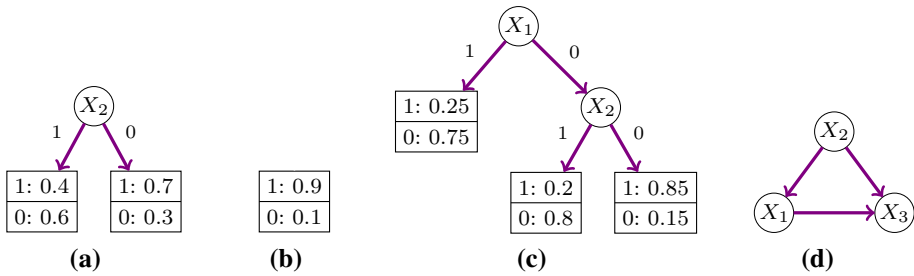 X₁
1 0
1: 0.25
0: 0.75
X₂
1 0
1: 0.4
0: 0.6
1: 0.7
0: 0.3
1: 0.9
0: 0.1
X₂
1 0
1: 0.2
0: 0.8
1: 0.85
0: 0.15
X₂
X₁ X₃
(a) (b) (c) (d)